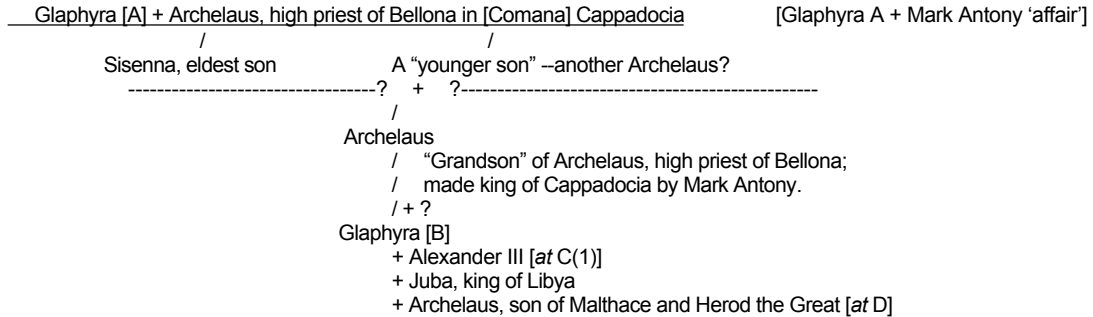 Glaphyra [A] + Archelaus, high priest of Bellona in [Comana] Cappadocia [Glaphyra A + Mark Antony ‘affair’]
/ /
Sisenna, eldest son A “younger son” --another Archelaus?
----------------------------------? + ?-------------------------------------------------
/
Archelaus
/ “Grandson” of Archelaus, high priest of Bellona;
/ made king of Cappadocia by Mark Antony.
/ + ?
Glaphyra [B]
+ Alexander III [at C(1)]
+ Juba, king of Libya
+ Archelaus, son of Malthace and Herod the Great [at D]